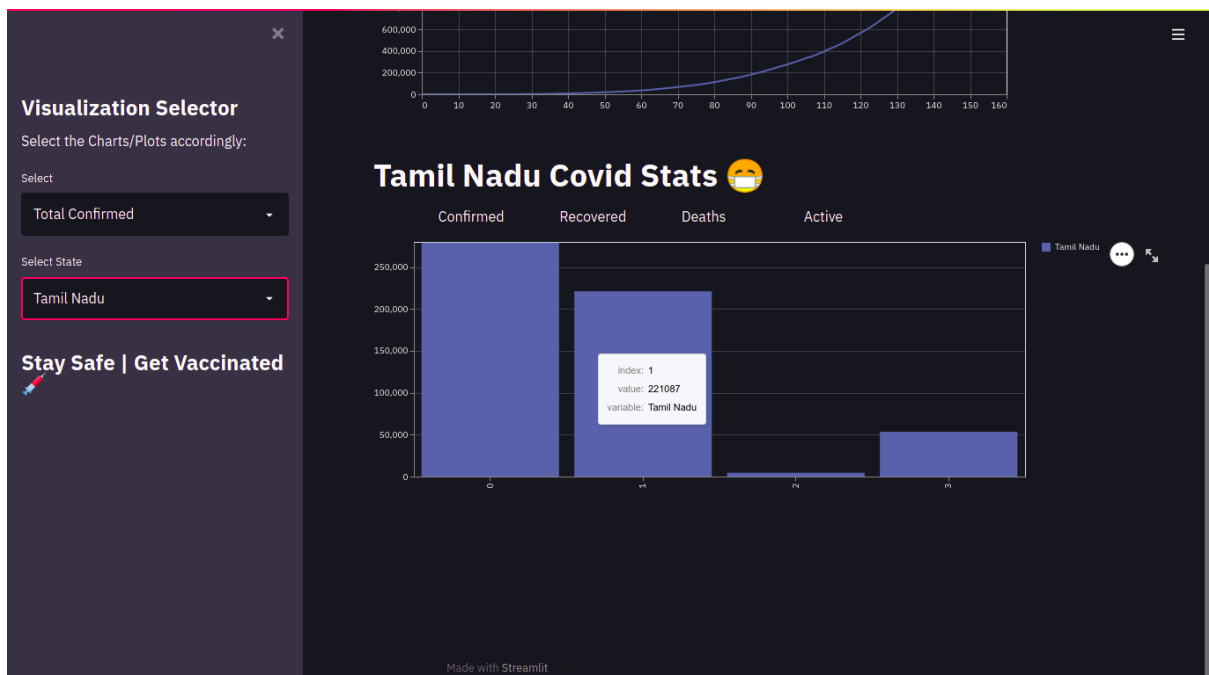 ×
Visualization Selector
Select the Charts/Plots accordingly:
Select
Total Confirmed
Select State
Tamil Nadu
Stay Safe | Get Vaccinated
💉
600,000
400,000
200,000
0
0 10 20 30 40 50 60 70 80 90 100 110 120 130 140 150 160
Tamil Nadu Covid Stats 😷
Confirmed Recovered Deaths Active
Tamil Nadu
250,000
200,000
150,000
100,000
50,000
0
index: 1
value: 221087
variable: Tamil Nadu
0 1 2 3
Made with Streamlit